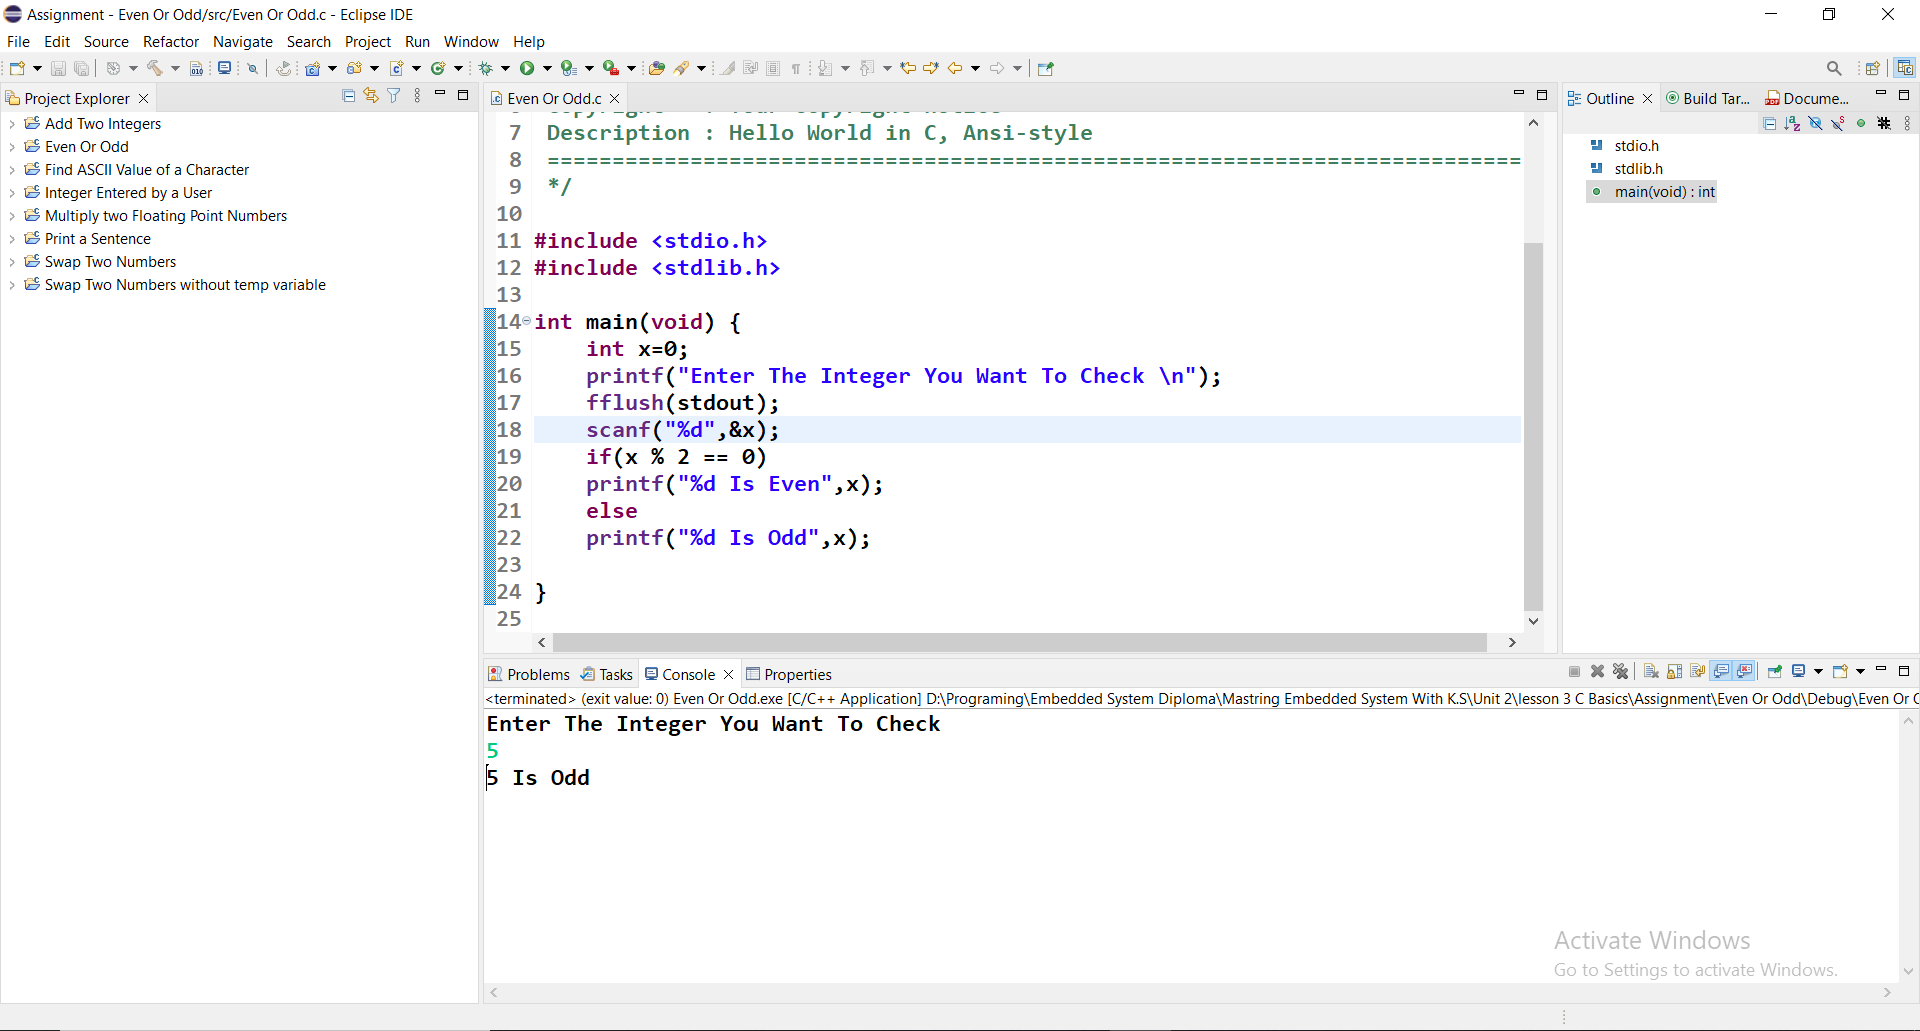 Assignment - Even Or Odd/src/Even Or Odd.c - Eclipse IDE
File Edit Source Refactor Navigate Search Project Run Window Help
Project Explorer
Add Two Integers
Even Or Odd
Find ASCII Value of a Character
Integer Entered by a User
Multiply two Floating Point Numbers
Print a Sentence
Swap Two Numbers
Swap Two Numbers without temp variable
Even Or Odd.c
7 Description : Hello World in C, Ansi-style
8 ===========================================================================
9 */
10
11 #include <stdio.h>
12 #include <stdlib.h>
13
14 int main(void) {
15 int x=0;
16 printf("Enter The Integer You Want To Check \n");
17 fflush(stdout);
18 scanf("%d",&x);
19 if(x % 2 == 0)
20 printf("%d Is Even",x);
21 else
22 printf("%d Is Odd",x);
23
24 }
25
Outline Build Tar... Docume...
stdio.h
stdlib.h
main(void) : int
Problems Tasks Console Properties
<terminated> (exit value: 0) Even Or Odd.exe [C/C++ Application] D:\Programing\Embedded System Diploma\Mastring Embedded System With K.S\Unit 2\lesson 3 C Basics\Assignment\Even Or Odd\Debug\Even Or
Enter The Integer You Want To Check
5
5 Is Odd
Activate Windows
Go to Settings to activate Windows.